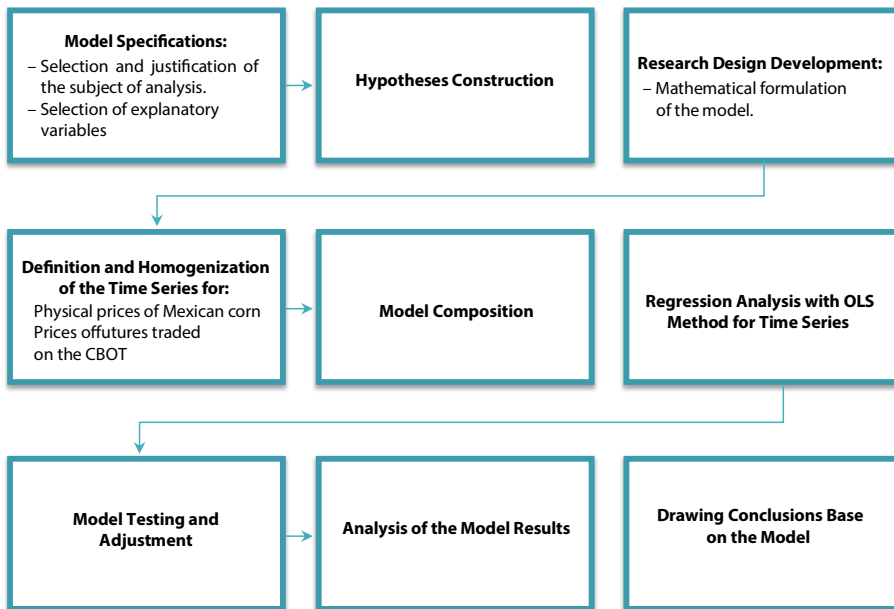 Model Specifications:
– Selection and justification of
the subject of analysis.
– Selection of explanatory
variables
Hypotheses Construction
Research Design Development:
– Mathematical formulation
of the model.
Definition and Homogenization
of the Time Series for:
Physical prices of Mexican corn
Prices offutures traded
on the CBOT
Model Composition
Regression Analysis with OLS
Method for Time Series
Model Testing and
Adjustment
Analysis of the Model Results
Drawing Conclusions Base
on the Model